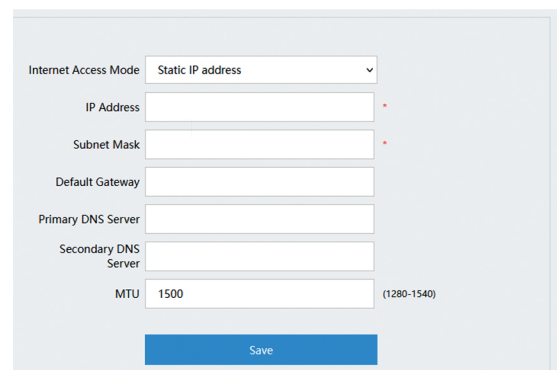 Internet Access Mode Static IP address
IP Address *
Subnet Mask *
Default Gateway
Primary DNS Server
Secondary DNS
Server
MTU 1500 (1280-1540)
Save